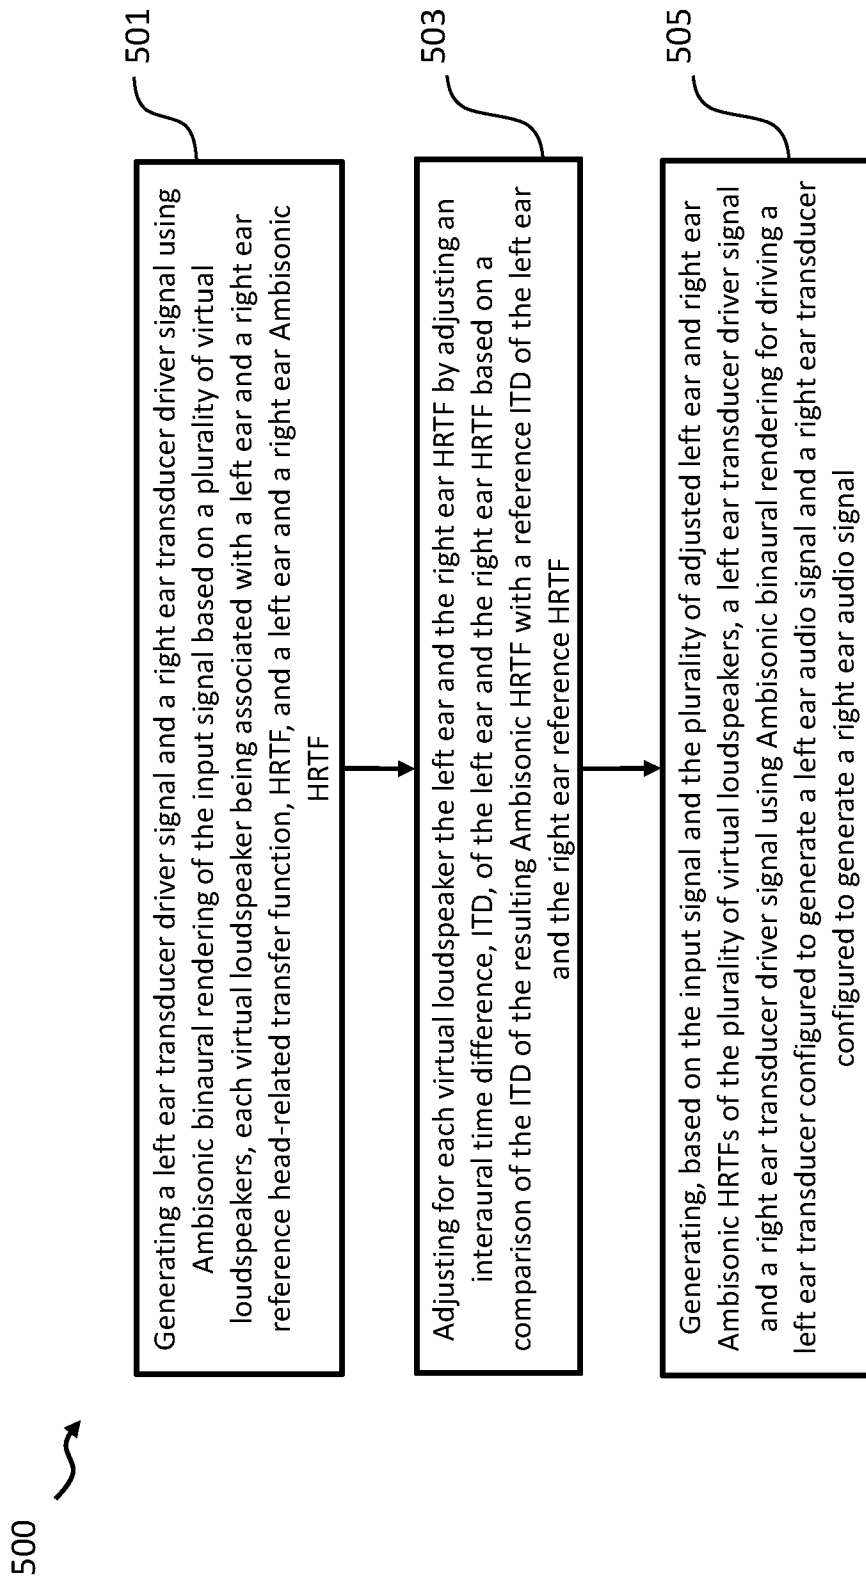 500
501
Generating a left ear transducer driver signal and a right ear transducer driver signal using
Ambisonic binaural rendering of the input signal based on a plurality of virtual
loudspeakers, each virtual loudspeaker being associated with a left ear and a right ear
reference head-related transfer function, HRTF, and a left ear and a right ear Ambisonic
HRTF
503
Adjusting for each virtual loudspeaker the left ear and the right ear HRTF by adjusting an
interaural time difference, ITD, of the left ear and the right ear HRTF based on a
comparison of the ITD of the resulting Ambisonic HRTF with a reference ITD of the left ear
and the right ear reference HRTF
505
Generating, based on the input signal and the plurality of adjusted left ear and right ear
Ambisonic HRTFs of the plurality of virtual loudspeakers, a left ear transducer driver signal
and a right ear transducer driver signal using Ambisonic binaural rendering for driving a
left ear transducer configured to generate a left ear audio signal and a right ear transducer
configured to generate a right ear audio signal